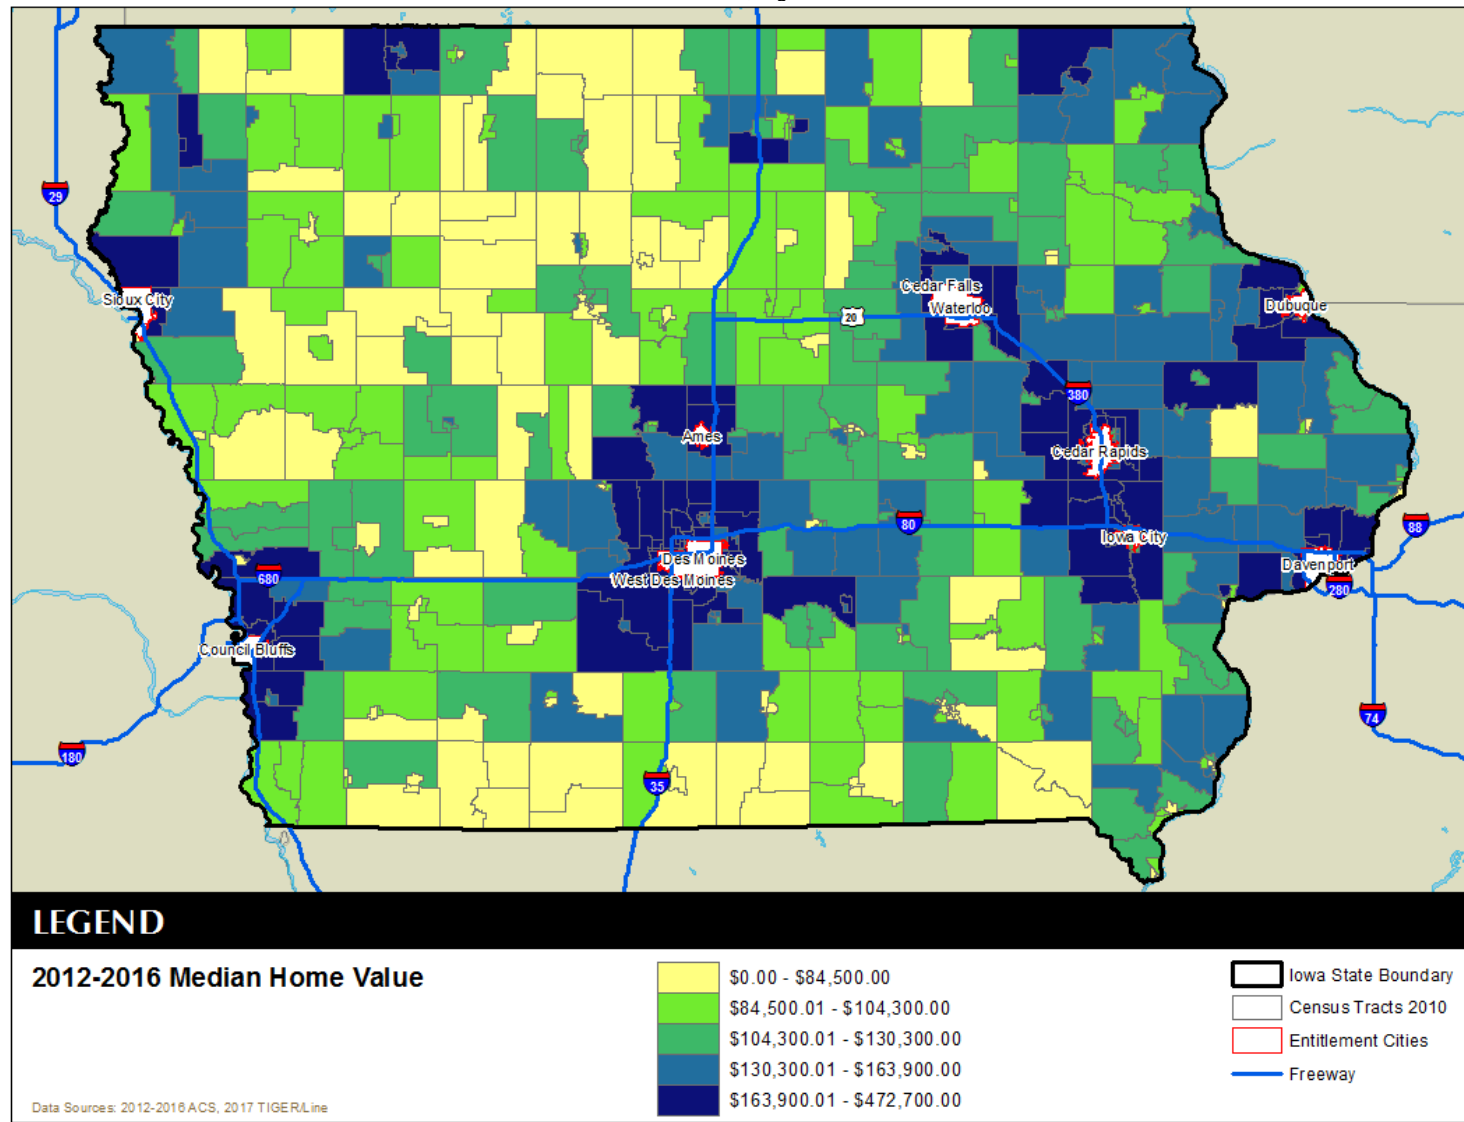 29
Sioux City
Cedar Falls
Waterloo
20
Dubuque
380
Ames
Cedar Rapids
80
88
Iowa City
Des Moines
West Des Moines
Davenport
280
680
Council Bluffs
74
180
35
LEGEND
2012-2016 Median Home Value
$0.00 - $84,500.00
$84,500.01 - $104,300.00
$104,300.01 - $130,300.00
$130,300.01 - $163,900.00
$163,900.01 - $472,700.00
Iowa State Boundary
Census Tracts 2010
Entitlement Cities
Freeway
Data Sources: 2012-2016 ACS, 2017 TIGER/Line